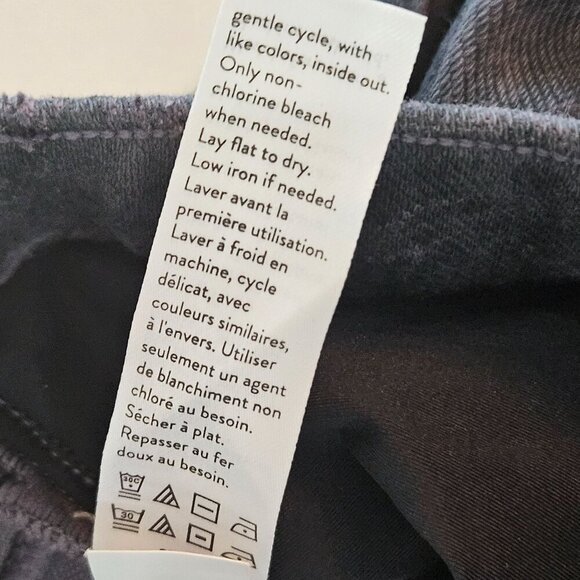 gentle cycle, with
like colors, inside out.
Only non-
chlorine bleach
when needed.
Lay flat to dry.
Low iron if needed.
Laver avant la
première utilisation.
Laver à froid en
machine, cycle
délicat, avec
couleurs similaires,
à l'envers. Utiliser
seulement un agent
de blanchiment non
chloré au besoin.
Sécher à plat.
Repasser au fer
doux au besoin.
30C
30